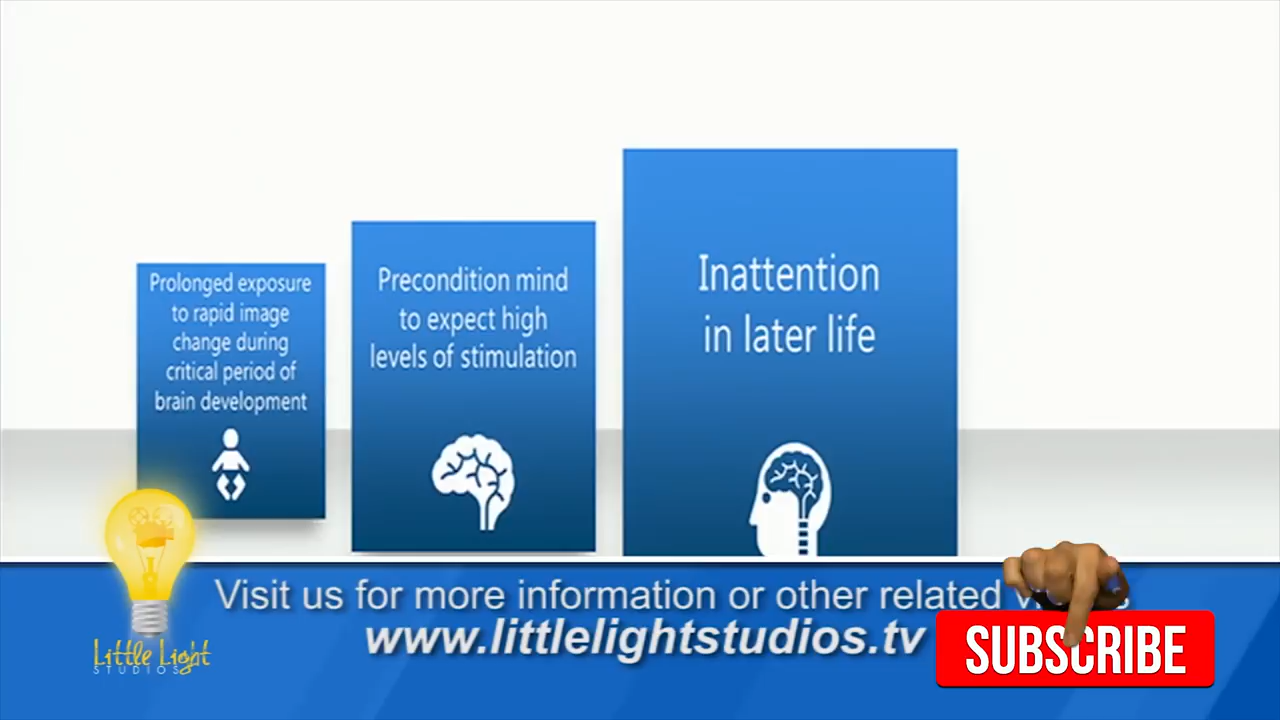 Prolonged exposure
to rapid image
change during
critical period of
brain development
Precondition mind
to expect high
levels of stimulation
Inattention
in later life
Visit us for more information or other related
www.littlelightstudios.tv
SUBSCRIBE
Little Light
STUDIOS